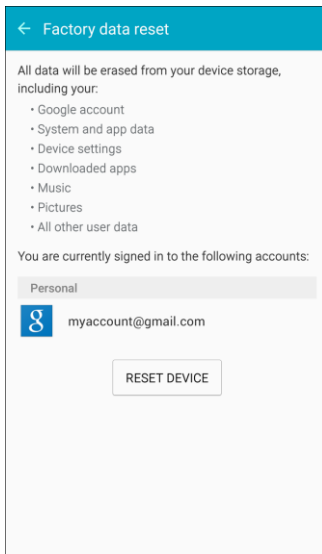 ← Factory data reset
All data will be erased from your device storage,
including your:
• Google account
• System and app data
• Device settings
• Downloaded apps
• Music
• Pictures
• All other user data
You are currently signed in to the following accounts:
Personal
g myaccount@gmail.com
RESET DEVICE